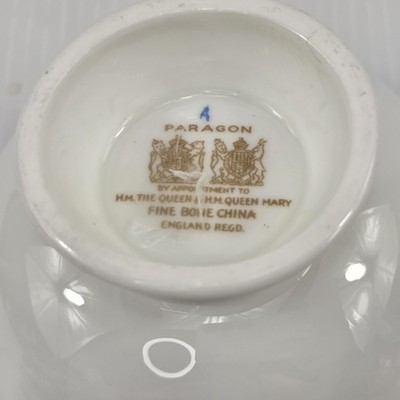 A
PARAGON
BY APPOINTMENT TO
H.M. THE QUEEN & H.M. QUEEN MARY
FINE BONE CHINA
ENGLAND REGD.